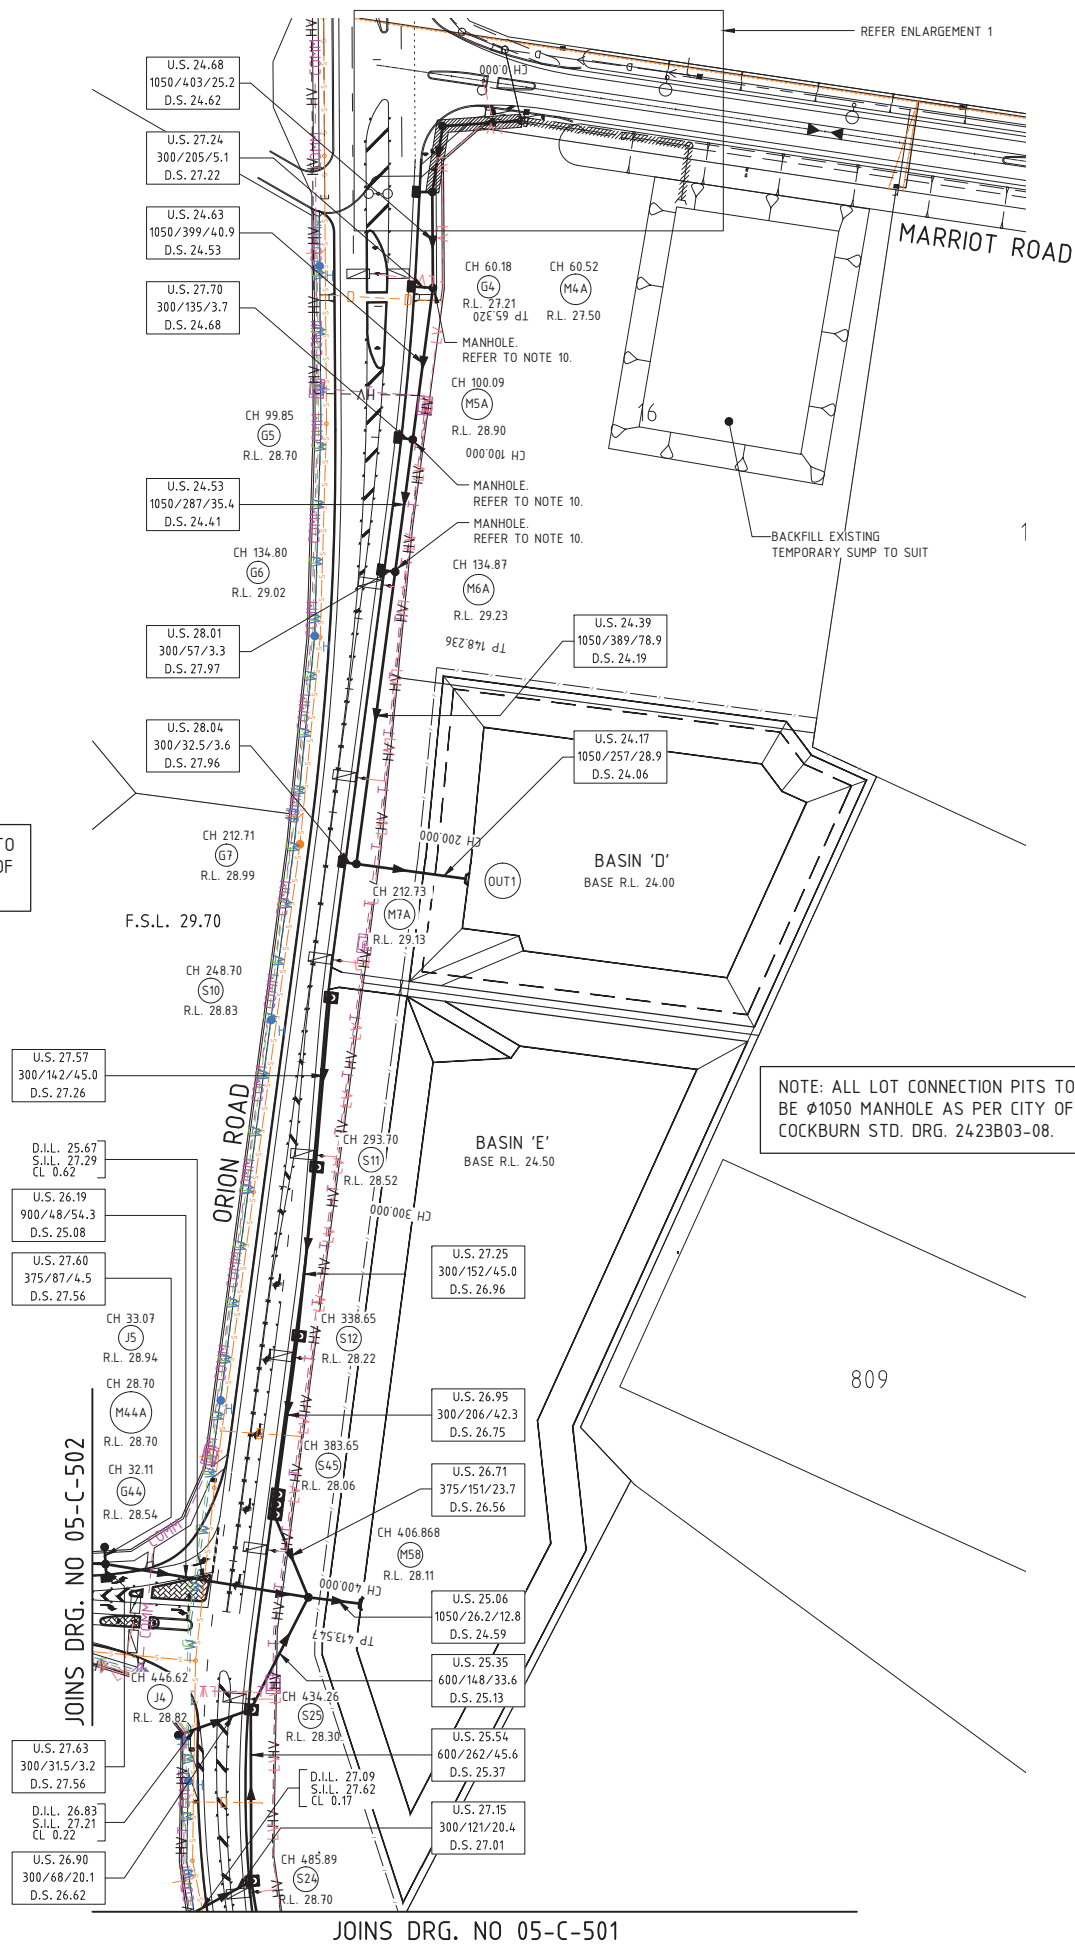 REFER ENLARGEMENT 1
U.S. 24.68
1050/403/25.2
D.S. 24.62
CH 0.000
U.S. 27.24
300/205/5.1
D.S. 27.22
U.S. 24.63
1050/399/40.9
D.S. 24.53
MARRIOT ROAD
U.S. 27.70
300/135/3.7
D.S. 24.68
CH 60.18
G4
R.L. 27.21
TP 65.320
CH 60.52
M4A
R.L. 27.50
MANHOLE.
REFER TO NOTE 10.
CH 100.09
M5A
R.L. 28.90
CH 100.000
CH 99.85
G5
R.L. 28.70
16
MANHOLE.
REFER TO NOTE 10.
U.S. 24.53
1050/287/35.4
D.S. 24.41
MANHOLE.
REFER TO NOTE 10.
BACKFILL EXISTING
TEMPORARY SUMP TO SUIT
1
CH 134.80
G6
R.L. 29.02
CH 134.87
M6A
R.L. 29.23
TP 148.236
U.S. 28.01
300/57/3.3
D.S. 27.97
U.S. 24.39
1050/389/78.9
D.S. 24.19
U.S. 28.04
300/32.5/3.6
D.S. 27.96
U.S. 24.17
1050/257/28.9
D.S. 24.06
TO
OF
CH 212.71
G7
R.L. 28.99
CH 200.000
BASIN 'D'
BASE R.L. 24.00
OUT1
CH 212.73
M7A
R.L. 29.13
F.S.L. 29.70
CH 248.70
S10
R.L. 28.83
U.S. 27.57
300/142/45.0
D.S. 27.26
ORION ROAD
NOTE: ALL LOT CONNECTION PITS TO
BE Ø1050 MANHOLE AS PER CITY OF
COCKBURN STD. DRG. 2423B03-08.
D.I.L. 25.67
S.I.L. 27.29
CL 0.62
CH 293.70
S11
R.L. 28.52
BASIN 'E'
BASE R.L. 24.50
U.S. 26.19
900/48/54.3
D.S. 25.08
CH 300.000
U.S. 27.60
375/87/4.5
D.S. 27.56
U.S. 27.25
300/152/45.0
D.S. 26.96
CH 33.07
J5
R.L. 28.94
CH 338.65
S12
R.L. 28.22
809
CH 28.70
M44A
R.L. 28.70
U.S. 26.95
300/206/42.3
D.S. 26.75
CH 32.11
G44
R.L. 28.54
CH 383.65
S45
R.L. 28.06
U.S. 26.71
375/151/23.7
D.S. 26.56
JOINS DRG. NO 05-C-502
CH 406.868
M58
R.L. 28.11
CH 400.000
TP 413.547
U.S. 25.06
1050/26.2/12.8
D.S. 24.59
U.S. 25.35
600/148/33.6
D.S. 25.13
CH 446.62
J4
R.L. 28.82
CH 434.26
S25
R.L. 28.30
U.S. 27.63
300/31.5/3.2
D.S. 27.56
U.S. 25.54
600/262/45.6
D.S. 25.37
D.I.L. 27.09
S.I.L. 27.62
CL 0.17
D.I.L. 26.83
S.I.L. 27.21
CL 0.22
U.S. 27.15
300/121/20.4
D.S. 27.01
U.S. 26.90
300/68/20.1
D.S. 26.62
CH 485.89
S24
R.L. 28.70
JOINS DRG. NO 05-C-501